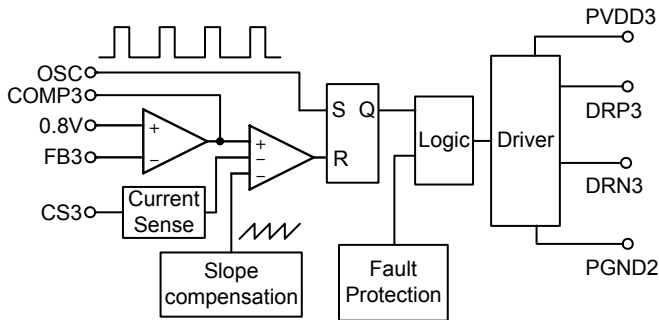 PVDD3
OSC
COMP3
S Q
DRP3
0.8V
+
+
Logic
Driver
−
−
FB3
R
−
DRN3
CS3
Current
Sense
Slope
compensation
Fault
Protection
PGND2